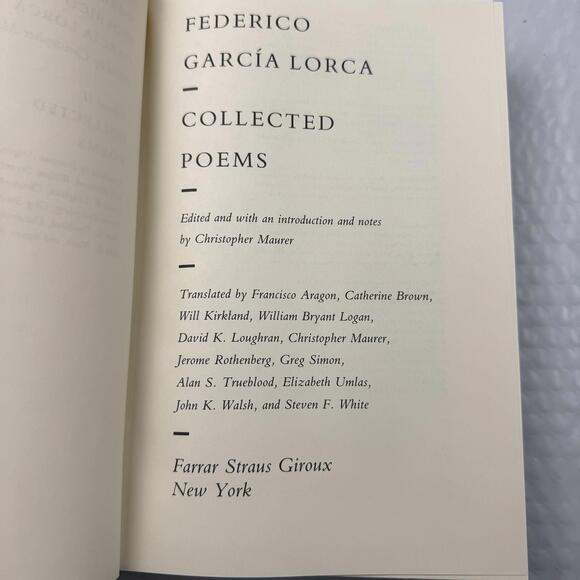 FEDERICO
GARCÍA LORCA
COLLECTED
POEMS
Edited and with an introduction and notes
by Christopher Maurer
Translated by Francisco Aragon, Catherine Brown,
Will Kirkland, William Bryant Logan,
David K. Loughran, Christopher Maurer,
Jerome Rothenberg, Greg Simon,
Alan S. Trueblood, Elizabeth Umlas,
John K. Walsh, and Steven F. White
Farrar Straus Giroux
New York